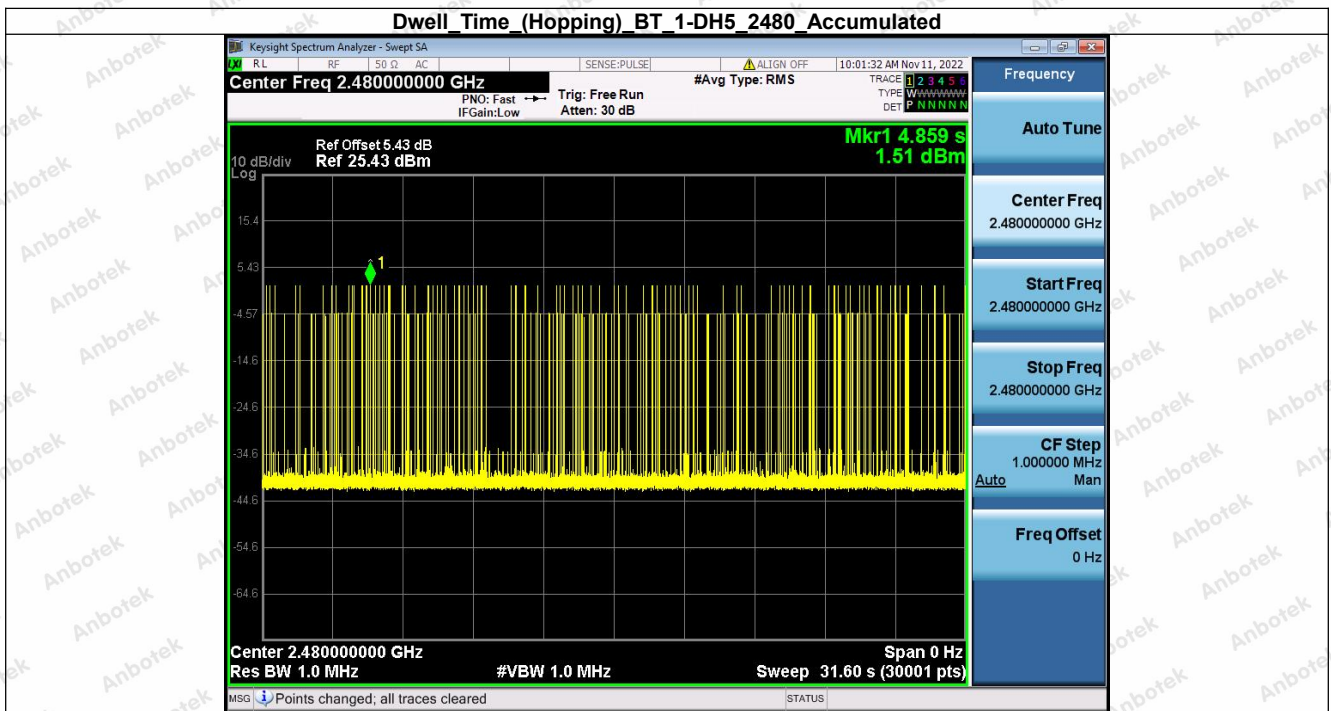 Dwell_Time_(Hopping)_BT_1-DH5_2480_Accumulated
Keysight Spectrum Analyzer - Swept SA
RL RF 50 Ω AC SENSE:PULSE ALIGN OFF 10:01:32 AM Nov 11, 2022
Center Freq 2.480000000 GHz #Avg Type: RMS TRACE 1 2 3 4 5 6
PNO: Fast Trig: Free Run TYPE WWWWWW
IFGain:Low Atten: 30 dB DET P N N N N N
Mkr1 4.859 s
1.51 dBm
Ref Offset 5.43 dB
10 dB/div Ref 25.43 dBm
Log
15.4
5.43
-4.57
-14.6
-24.6
-34.6
-44.6
-54.6
-64.6
1
Center 2.480000000 GHz Span 0 Hz
Res BW 1.0 MHz #VBW 1.0 MHz Sweep 31.60 s (30001 pts)
MSG Points changed; all traces cleared STATUS
Frequency
Auto Tune
Center Freq
2.480000000 GHz
Start Freq
2.480000000 GHz
Stop Freq
2.480000000 GHz
CF Step
1.000000 MHz
Auto Man
Freq Offset
0 Hz
Anbotek